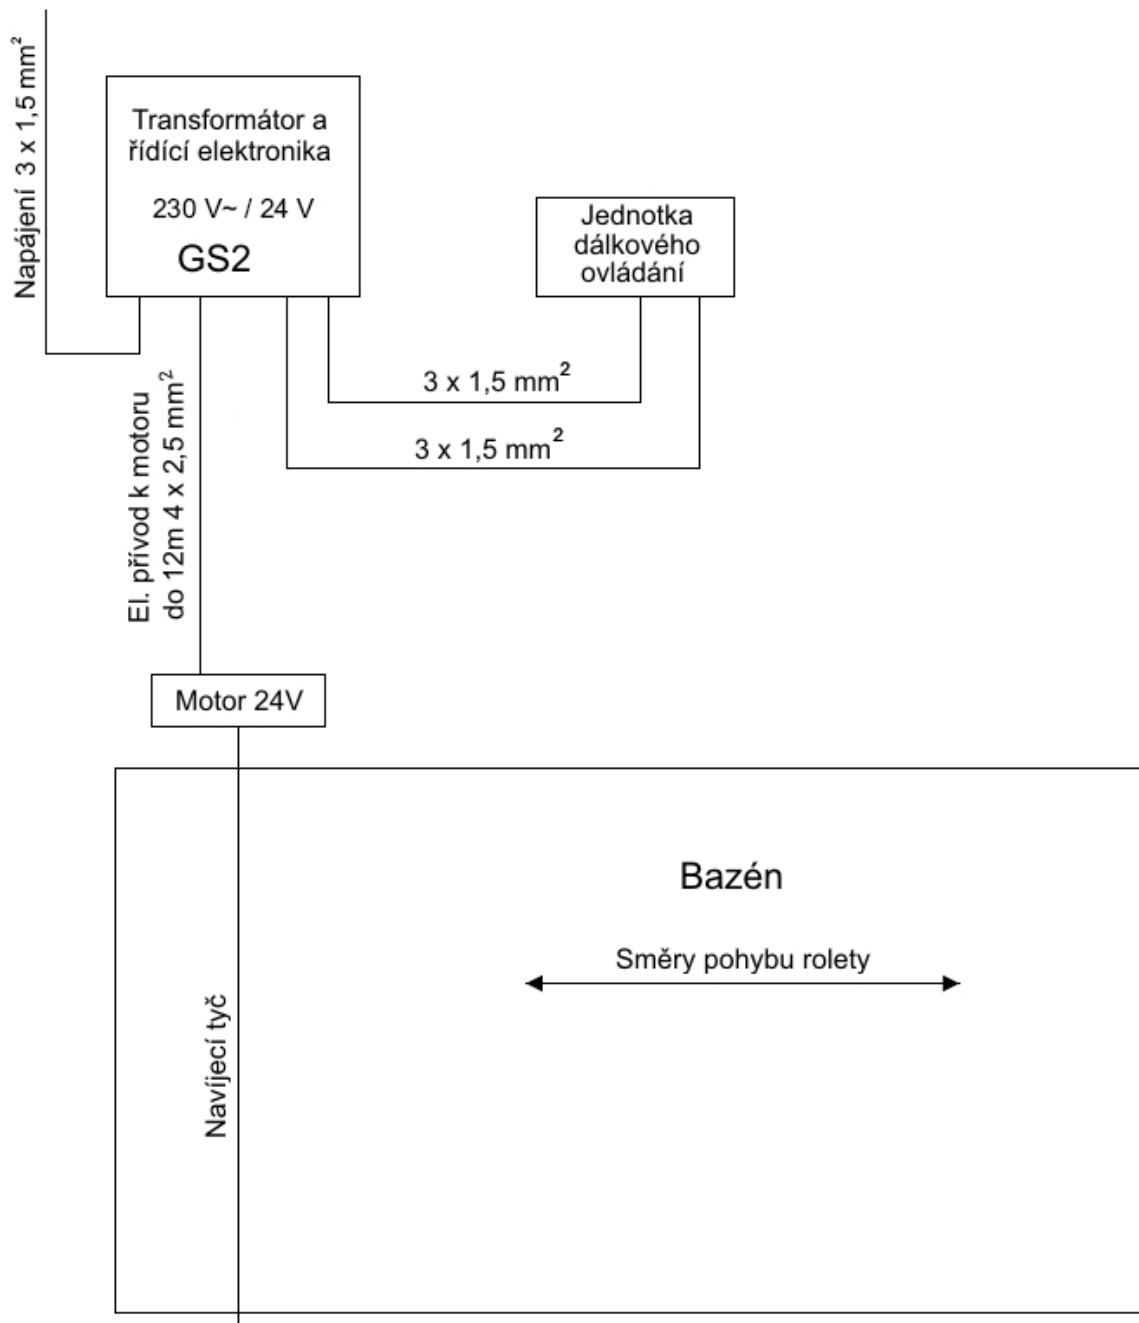 Napájení 3 x 1,5 mm²
Transformátor a
řídící elektronika
230 V~ / 24 V
GS2
Jednotka
dálkového
ovládání
3 x 1,5 mm²
3 x 1,5 mm²
El. přívod k motoru
do 12m 4 x 2,5 mm²
Motor 24V
Bazén
Směry pohybu rolety
Navíjecí tyč